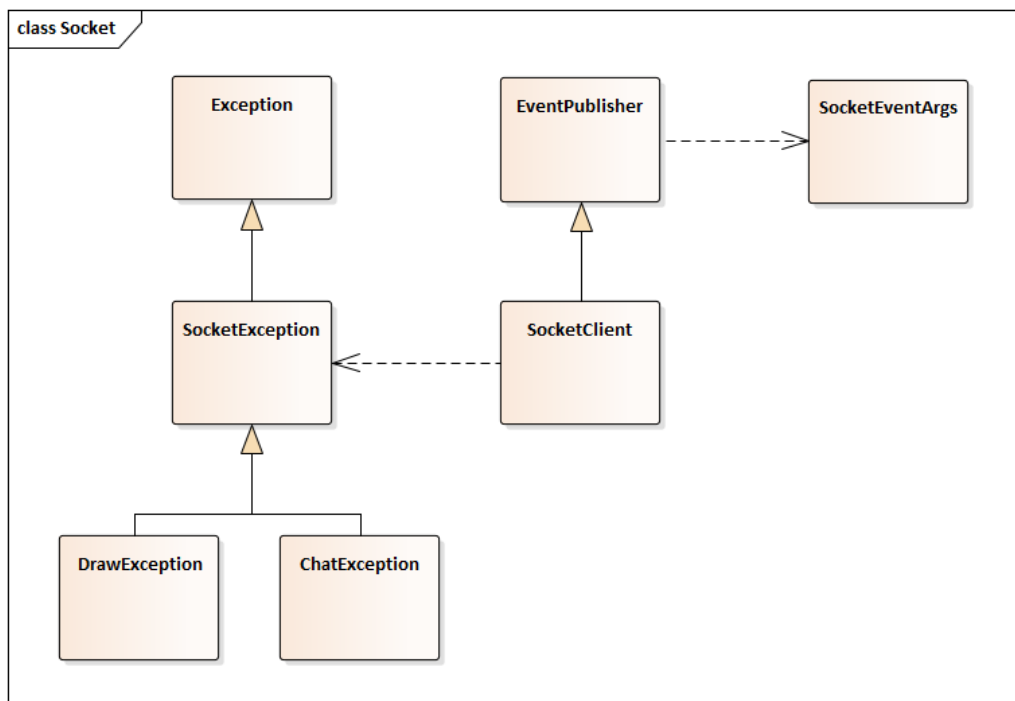 class Socket
Exception
EventPublisher
SocketEventArgs
SocketException
SocketClient
DrawException
ChatException